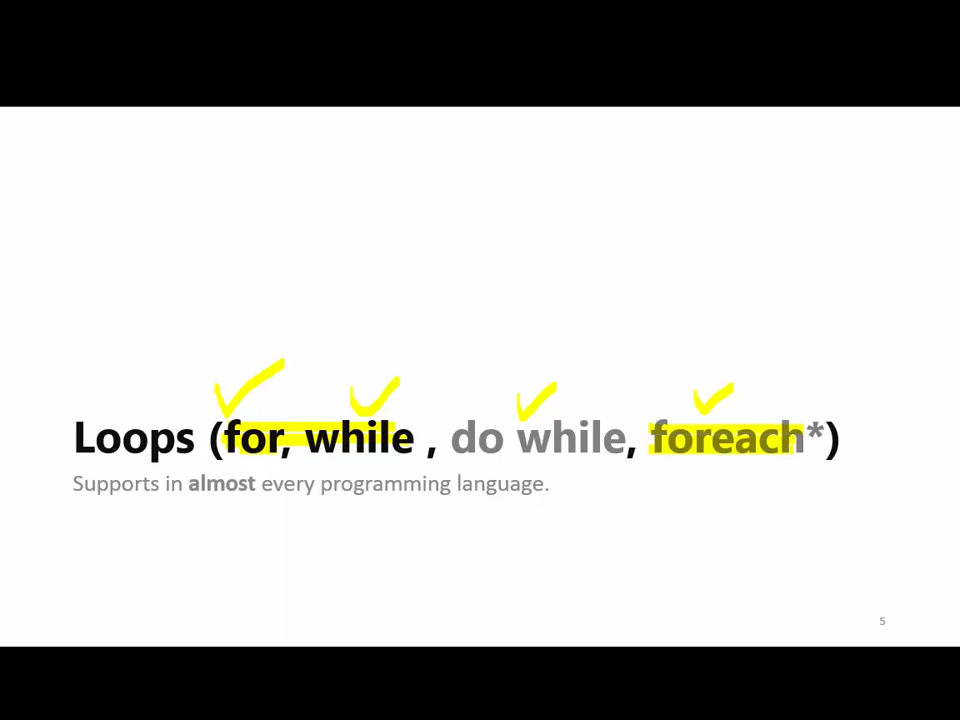 Loops (for, while , do while, foreach*)
Supports in almost every programming language.
5